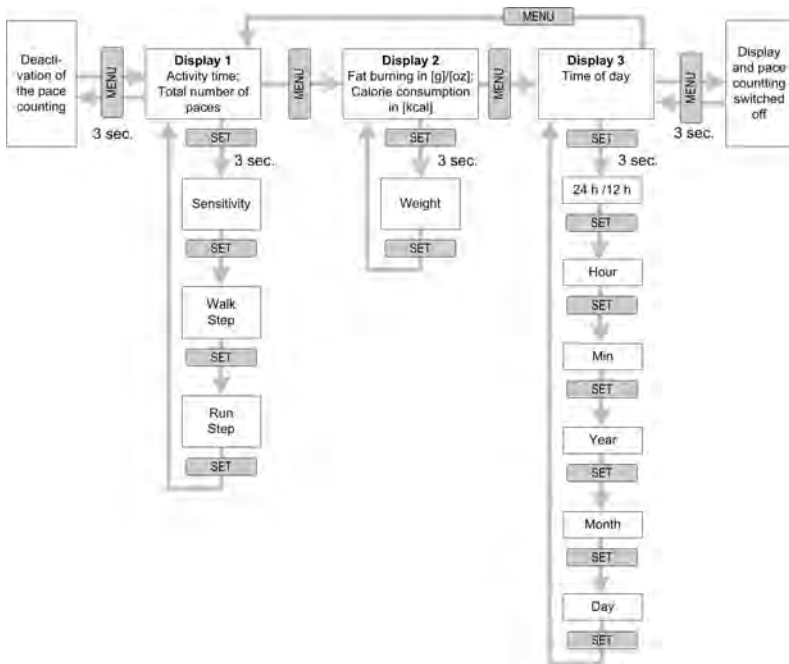 MENU
Deacti-
vation of
the pace
counting
MENU
3 sec.
Display 1
Activity time;
Total number of
paces
MENU
Display 2
Fat burning in [g]/[oz];
Calorie consumption
in [kcal]
MENU
Display 3
Time of day
MENU
3 sec.
Display
and pace
countling
switched
off
SET
3 sec.
Sensitivity
SET
Walk
Step
SET
Run
Step
SET
SET
3 sec.
Weight
SET
SET
3 sec.
24 h /12 h
SET
Hour
SET
Min
SET
Year
SET
Month
SET
Day
SET